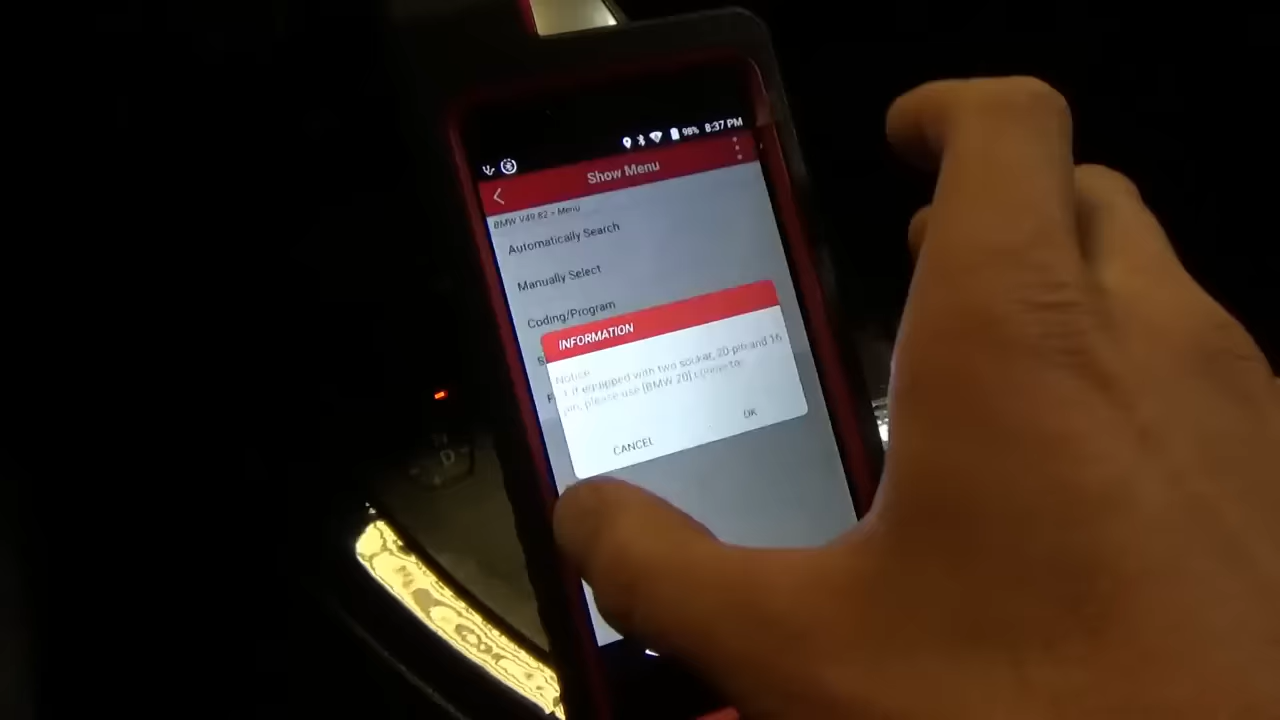 98% 8:37 PM
Show Menu
BMW V49.82 > Menu
Automatically Search
Manually Select
Coding/Program
S
F
INFORMATION
Notice
1.If equipped with two socket, 20-pin and 16
pin, please use [BMW 20]
CANCEL
OK
N
D